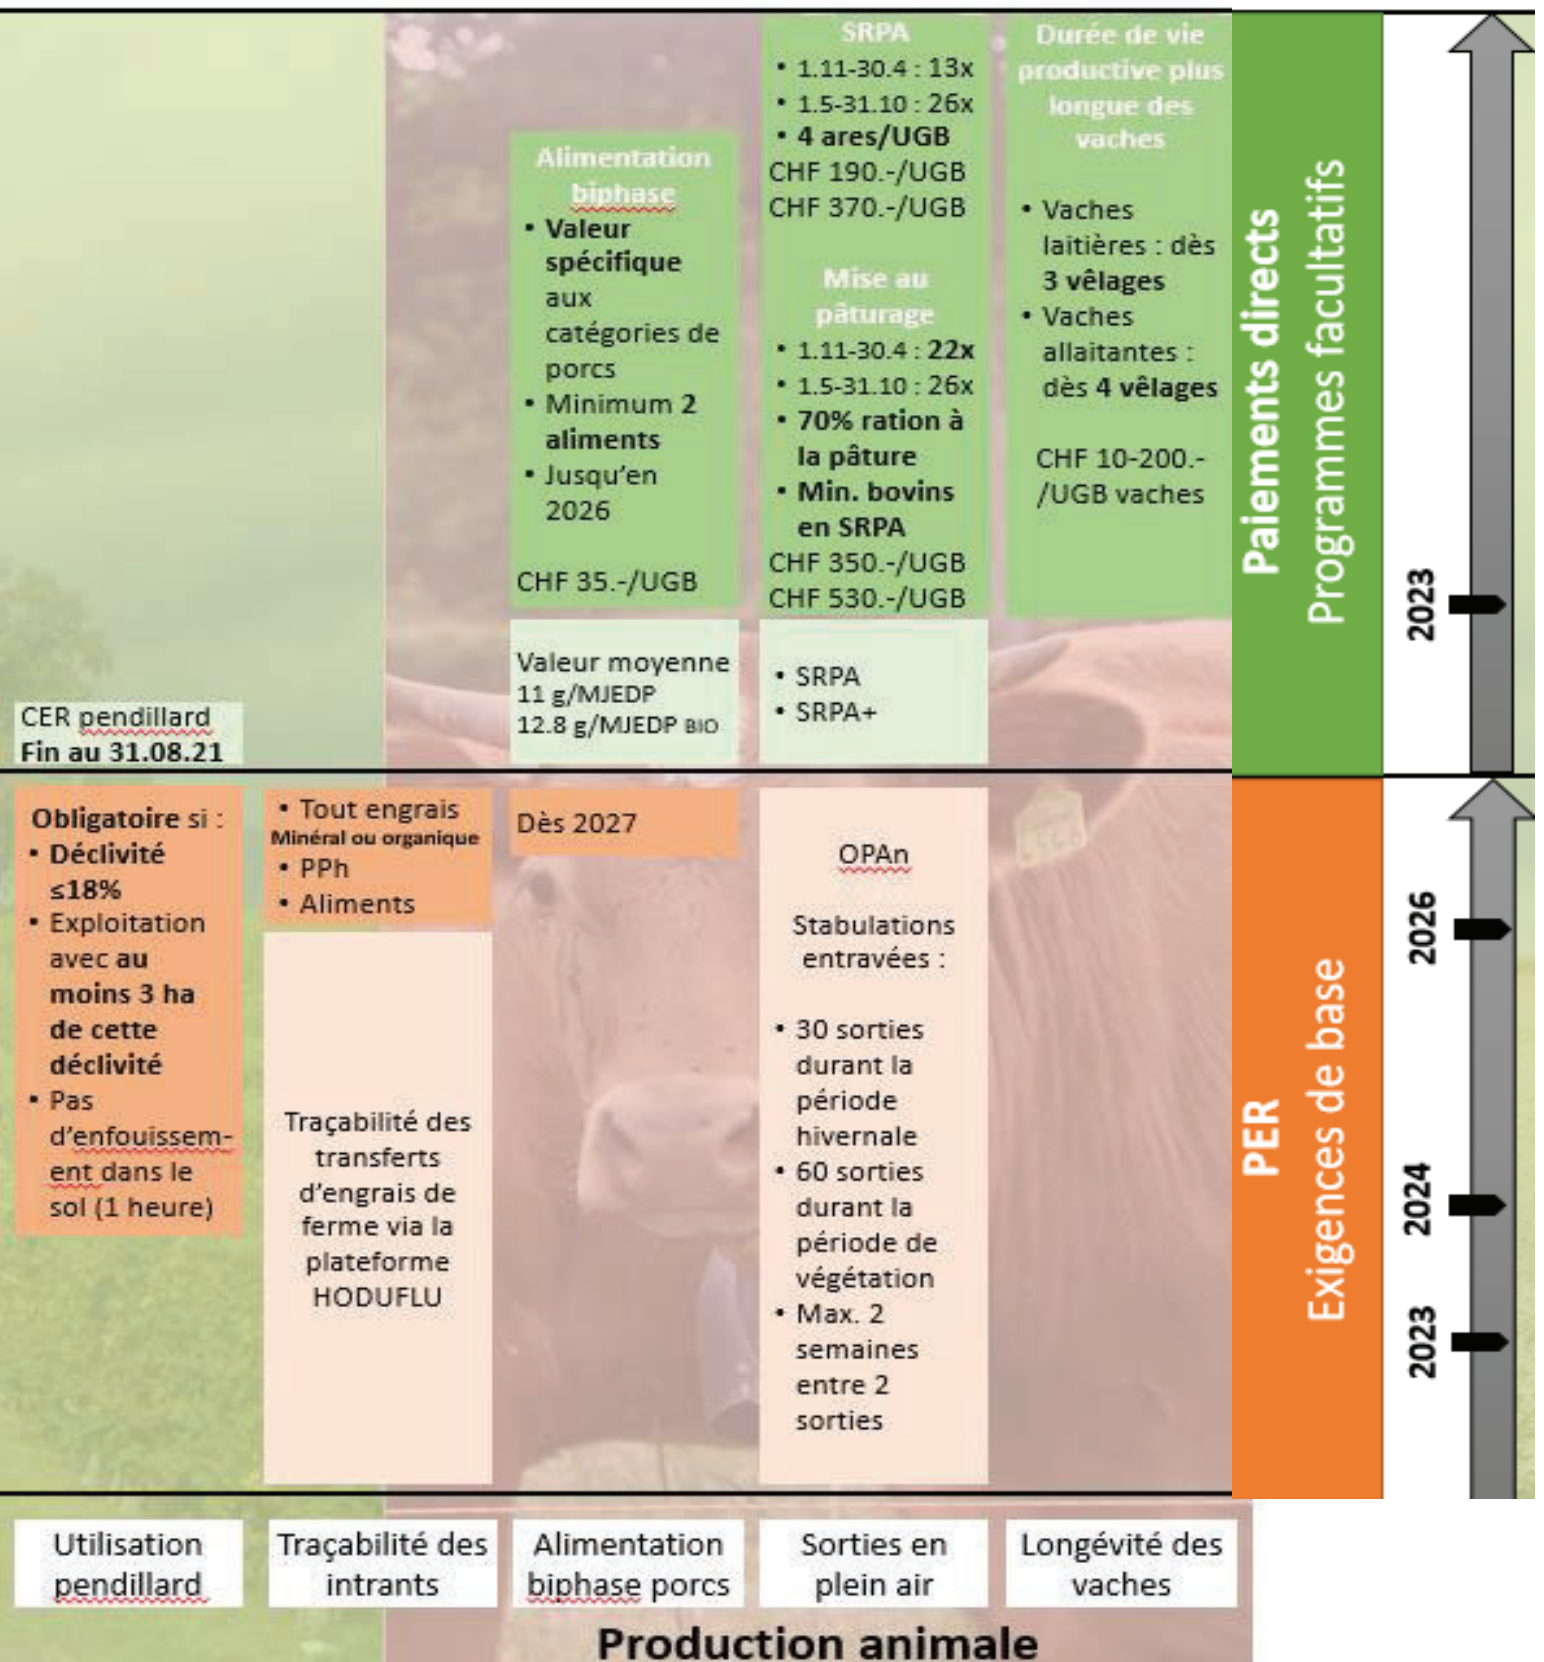 SRPA
• 1.11-30.4 : 13x
• 1.5-31.10 : 26x
• 4 ares/UGB
CHF 190.-/UGB
CHF 370.-/UGB
Mise au
pâturage
• 1.11-30.4 : 22x
• 1.5-31.10 : 26x
• 70% ration à
la pâture
• Min. bovins
en SRPA
CHF 350.-/UGB
CHF 530.-/UGB
Durée de vie
productive plus
longue des
vaches
• Vaches
laitières : dès
3 vêlages
• Vaches
allaitantes :
dès 4 vêlages
CHF 10-200.-
/UGB vaches
Alimentation
biphase
• Valeur
spécifique
aux
catégories de
porcs
• Minimum 2
aliments
• Jusqu'en
2026
CHF 35.-/UGB
Paiements directs
Programmes facultatifs
2023
CER pendillard
Fin au 31.08.21
Valeur moyenne
11 g/MJEDP
12.8 g/MJEDP BIO
• SRPA
• SRPA+
Obligatoire si :
• Déclivité
≤18%
• Exploitation
avec au
moins 3 ha
de cette
déclivité
• Pas
d'enfouissem-
ent dans le
sol (1 heure)
• Tout engrais
Minéral ou organique
• PPh
• Aliments
Traçabilité des
transferts
d'engrais de
ferme via la
plateforme
HODUFLU
Dès 2027
OPAn
Stabulations
entravées :
• 30 sorties
durant la
période
hivernale
• 60 sorties
durant la
période de
végétation
• Max. 2
semaines
entre 2
sorties
PER
Exigences de base
2026
2024
2023
Utilisation
pendillard
Traçabilité des
intrants
Alimentation
biphase porcs
Sorties en
plein air
Longévité des
vaches
Production animale